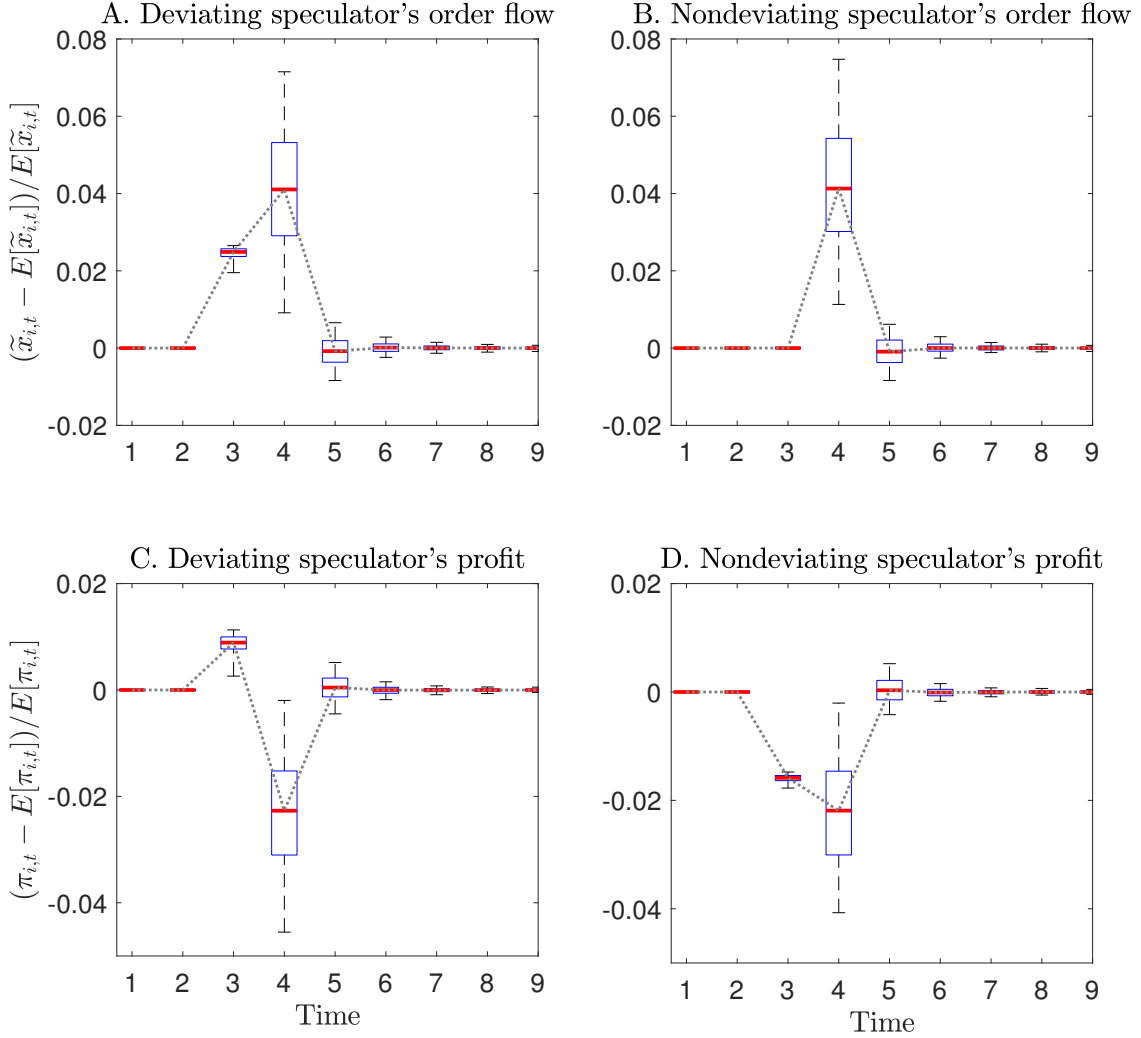 A. Deviating speculator's order flow
B. Nondeviating speculator's order flow
(x̃_{i,t} − E[x̃_{i,t}])/E[x̃_{i,t}]
0.08
0.06
0.04
0.02
0
-0.02
1 2 3 4 5 6 7 8 9
0.08
0.06
0.04
0.02
0
-0.02
1 2 3 4 5 6 7 8 9
C. Deviating speculator's profit
D. Nondeviating speculator's profit
(π_{i,t} − E[π_{i,t}])/E[π_{i,t}]
0.02
0
-0.02
-0.04
1 2 3 4 5 6 7 8 9
Time
0.02
0
-0.02
-0.04
1 2 3 4 5 6 7 8 9
Time